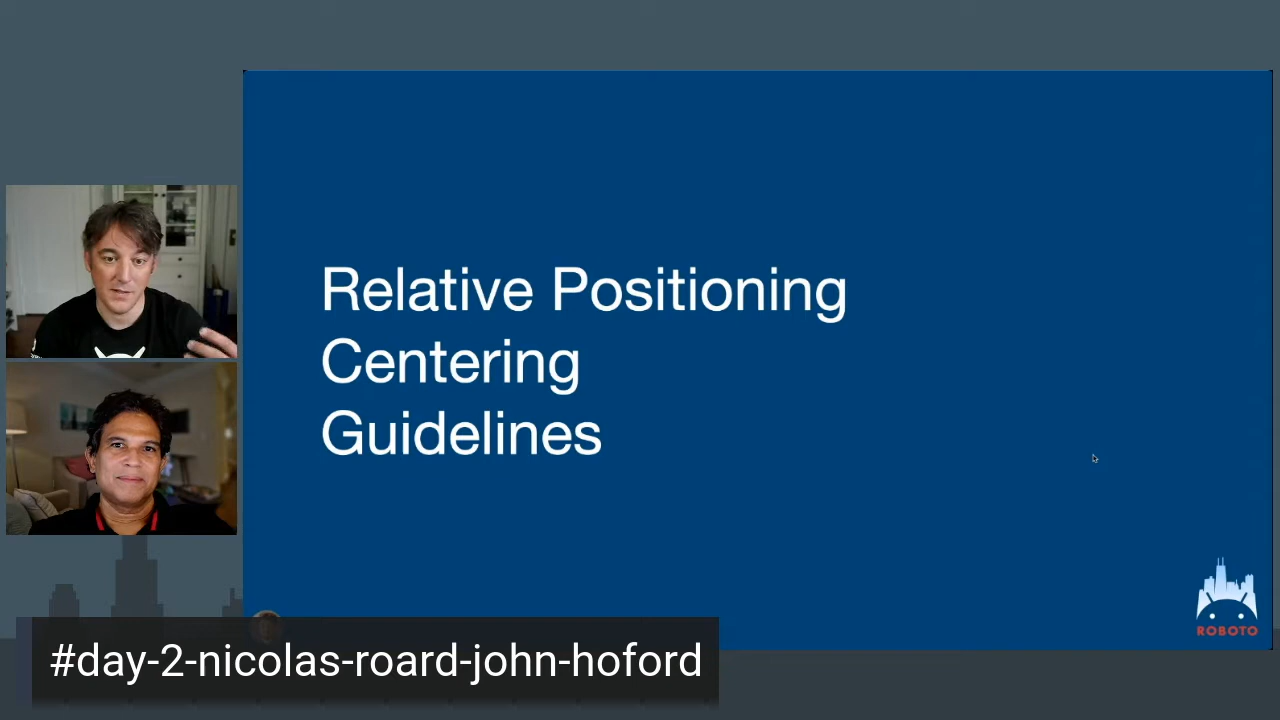 Relative Positioning
Centering
Guidelines
ROBOTO
#day-2-nicolas-roard-john-hoford